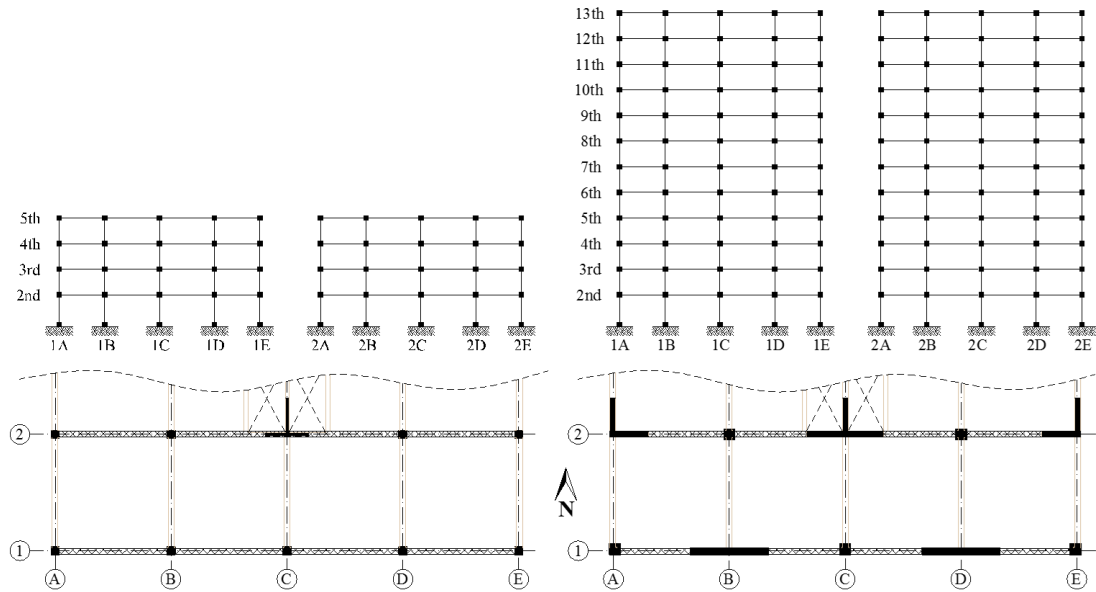 5th
4th
3rd
2nd
1A 1B 1C 1D 1E 2A 2B 2C 2D 2E
13th
12th
11th
10th
9th
8th
7th
6th
5th
4th
3rd
2nd
1A 1B 1C 1D 1E 2A 2B 2C 2D 2E
2
1
A B C D E
N
2
1
A B C D E